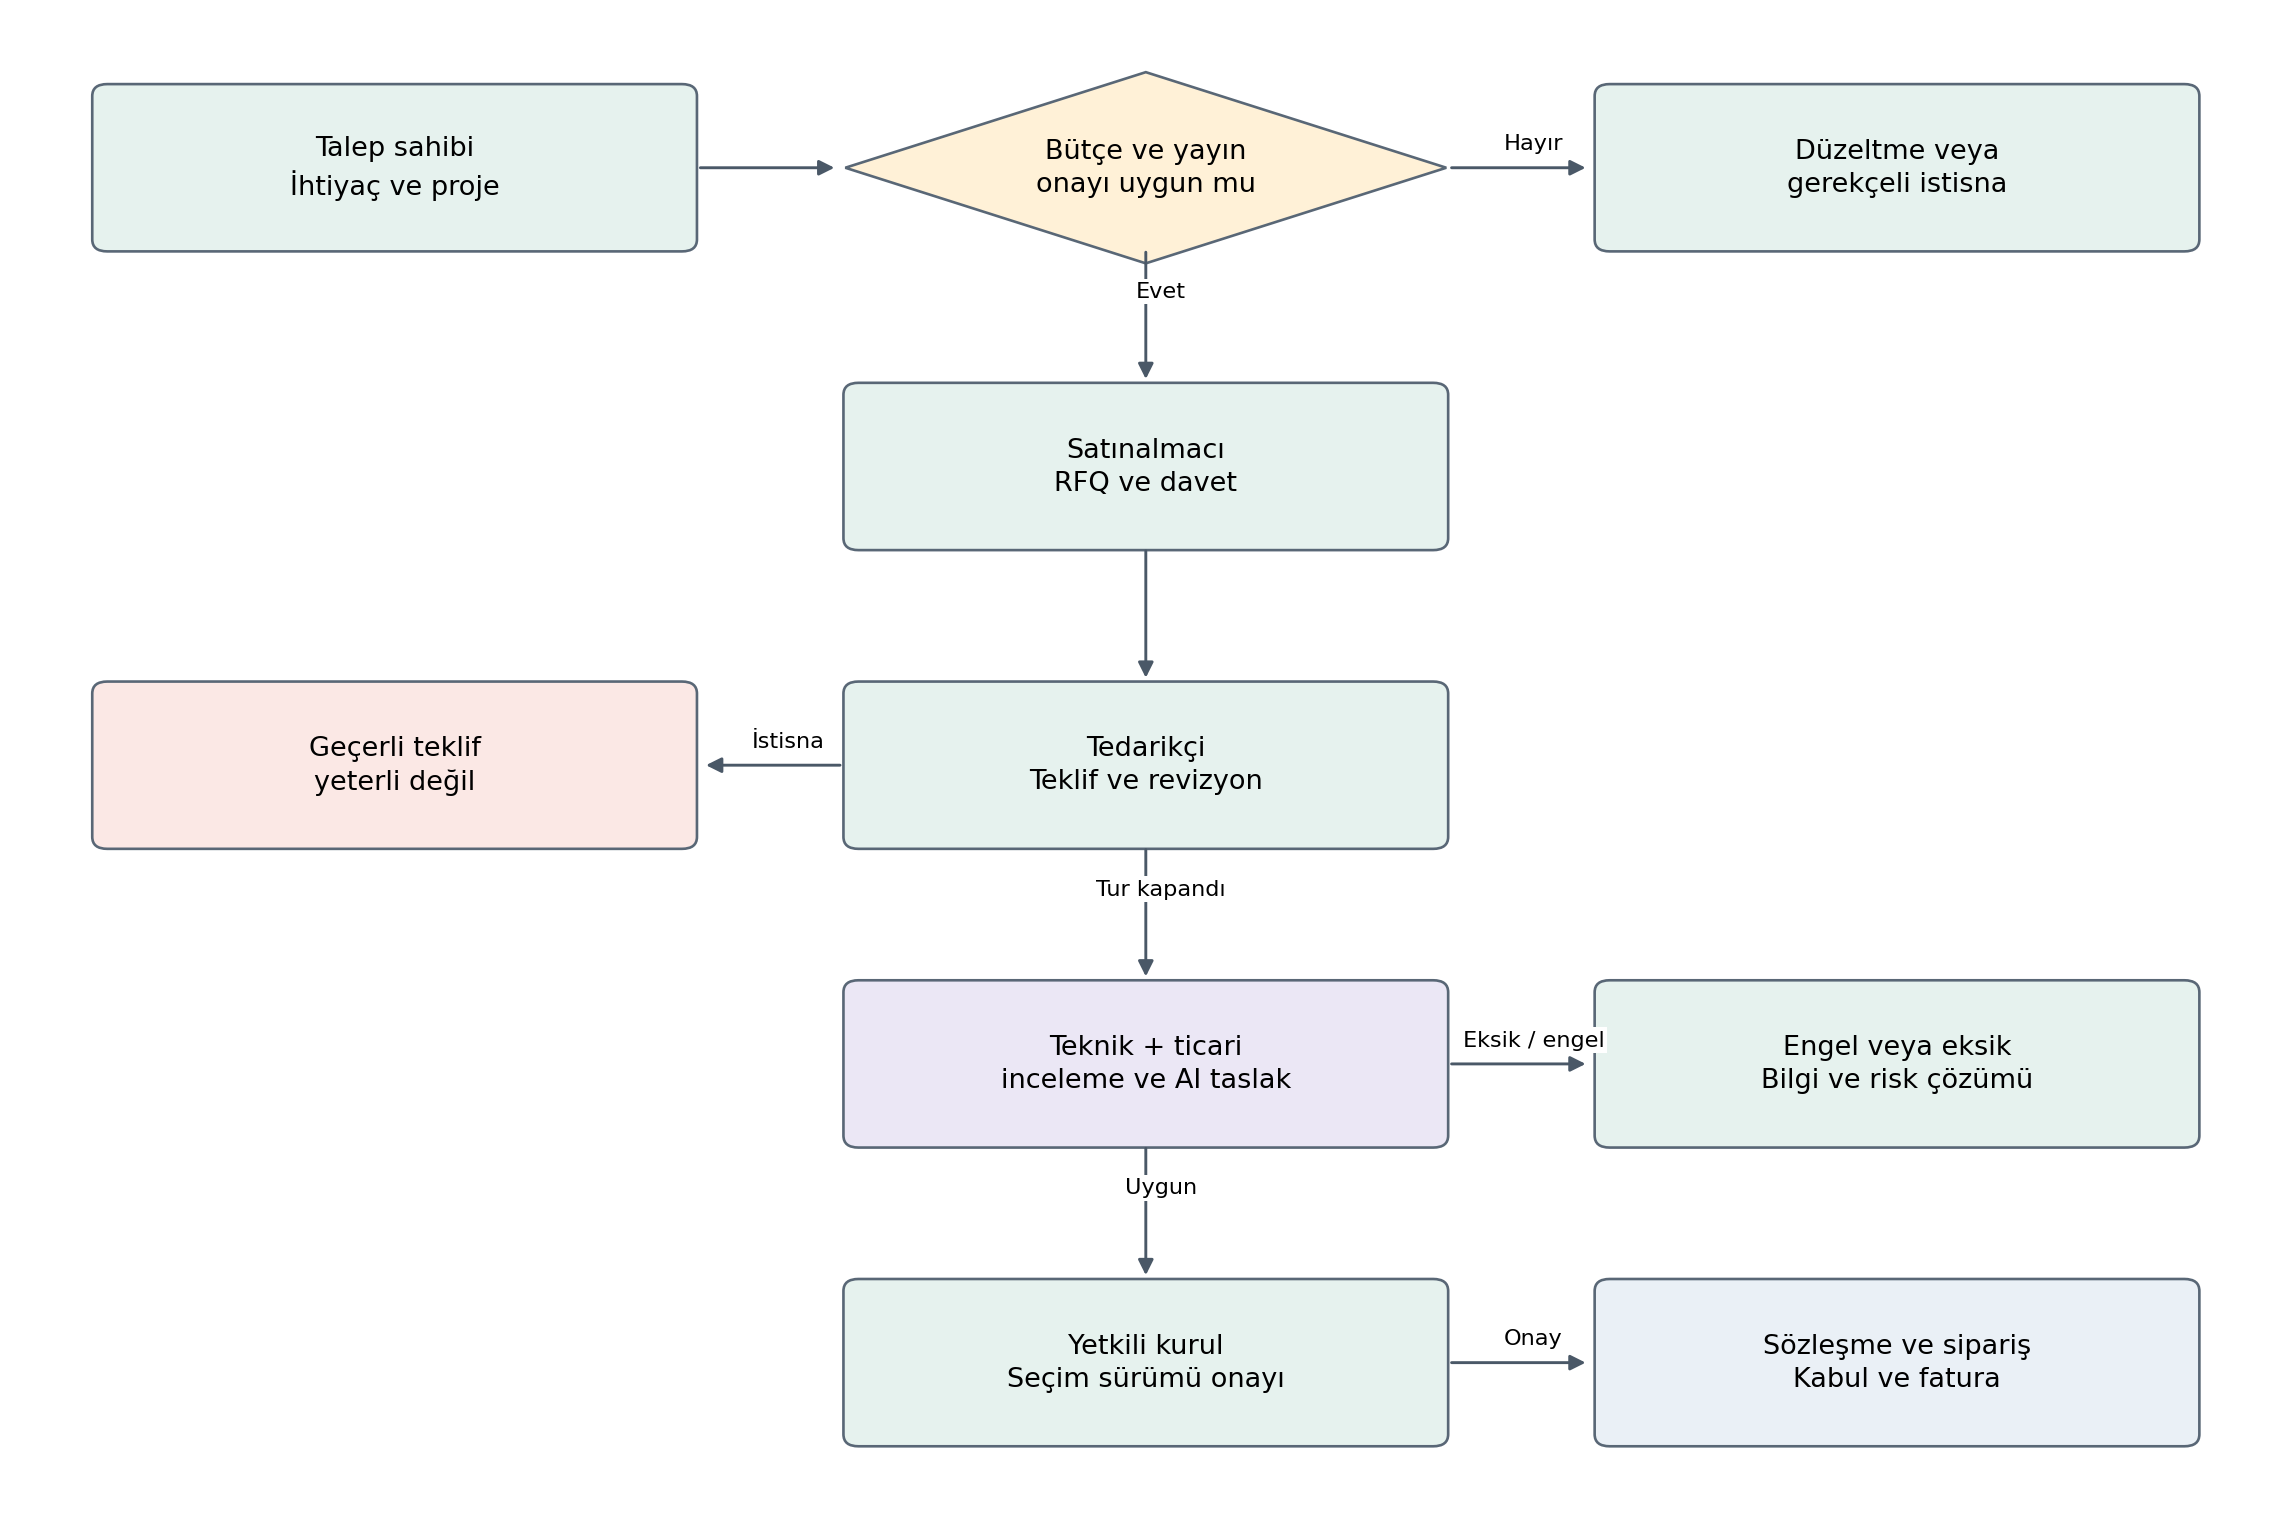 Talep sahibi
İhtiyaç ve proje
Bütçe ve yayın
onayı uygun mu
Hayır
Düzeltme veya
gerekçeli istisna
Evet
Satınalmacı
RFQ ve davet
Geçerli teklif
yeterli değil
İstisna
Tedarikçi
Teklif ve revizyon
Tur kapandı
Teknik + ticari
inceleme ve AI taslak
Eksik / engel
Engel veya eksik
Bilgi ve risk çözümü
Uygun
Yetkili kurul
Seçim sürümü onayı
Onay
Sözleşme ve sipariş
Kabul ve fatura